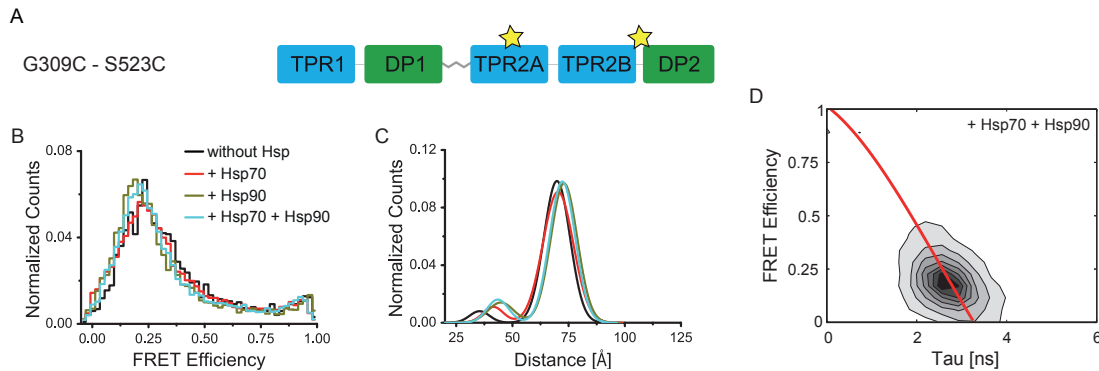 A
G309C - S523C
TPR1 DP1 TPR2A TPR2B DP2
B
0.08
0.04
0.00
Normalized Counts
0.00 0.25 0.50 0.75 1.00
FRET Efficiency
without Hsp
+ Hsp70
+ Hsp90
+ Hsp70 + Hsp90
C
0.12
0.06
0.00
Normalized Counts
25 50 75 100 125
Distance [Å]
D
+ Hsp70 + Hsp90
1
0.75
0.5
0.25
0
FRET Efficiency
0 2 4 6
Tau [ns]